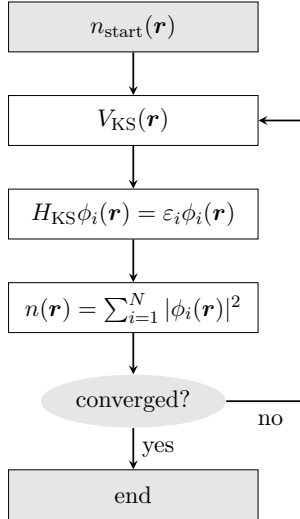 n_start(r)
V_KS(r)
H_KS ϕ_i(r) = ε_i ϕ_i(r)
n(r) = ∑_{i=1}^{N} |ϕ_i(r)|^2
converged?
no
yes
end